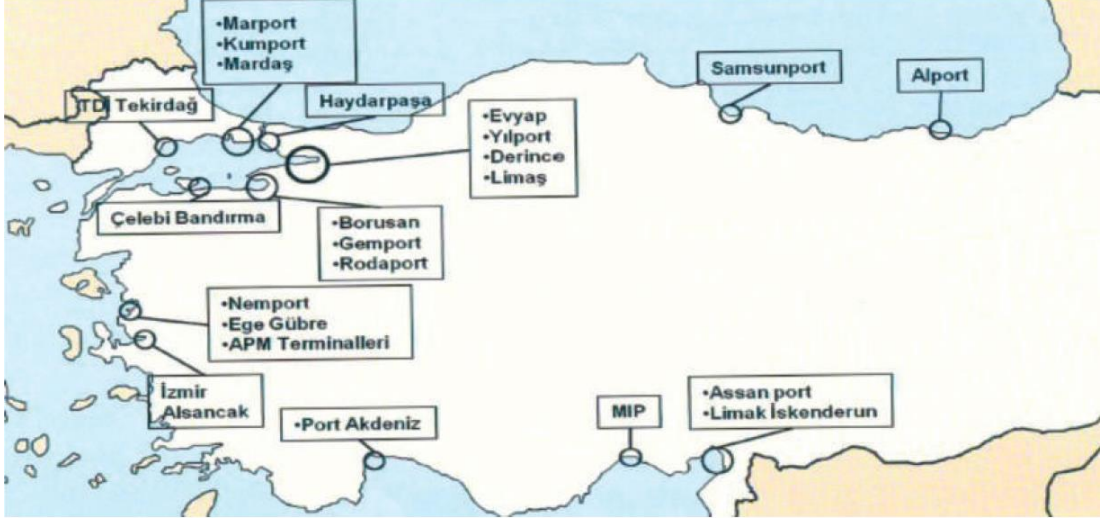 •Marport
•Kumport
•Mardaş
TDİ Tekirdağ
Haydarpaşa
•Evyap
•Yılport
•Derince
•Limaş
Samsunport
Alport
Çelebi Bandırma
•Borusan
•Gemport
•Rodaport
•Nemport
•Ege Gübre
•APM Terminalleri
İzmir
Alsancak
•Port Akdeniz
MIP
•Assan port
•Limak İskenderun